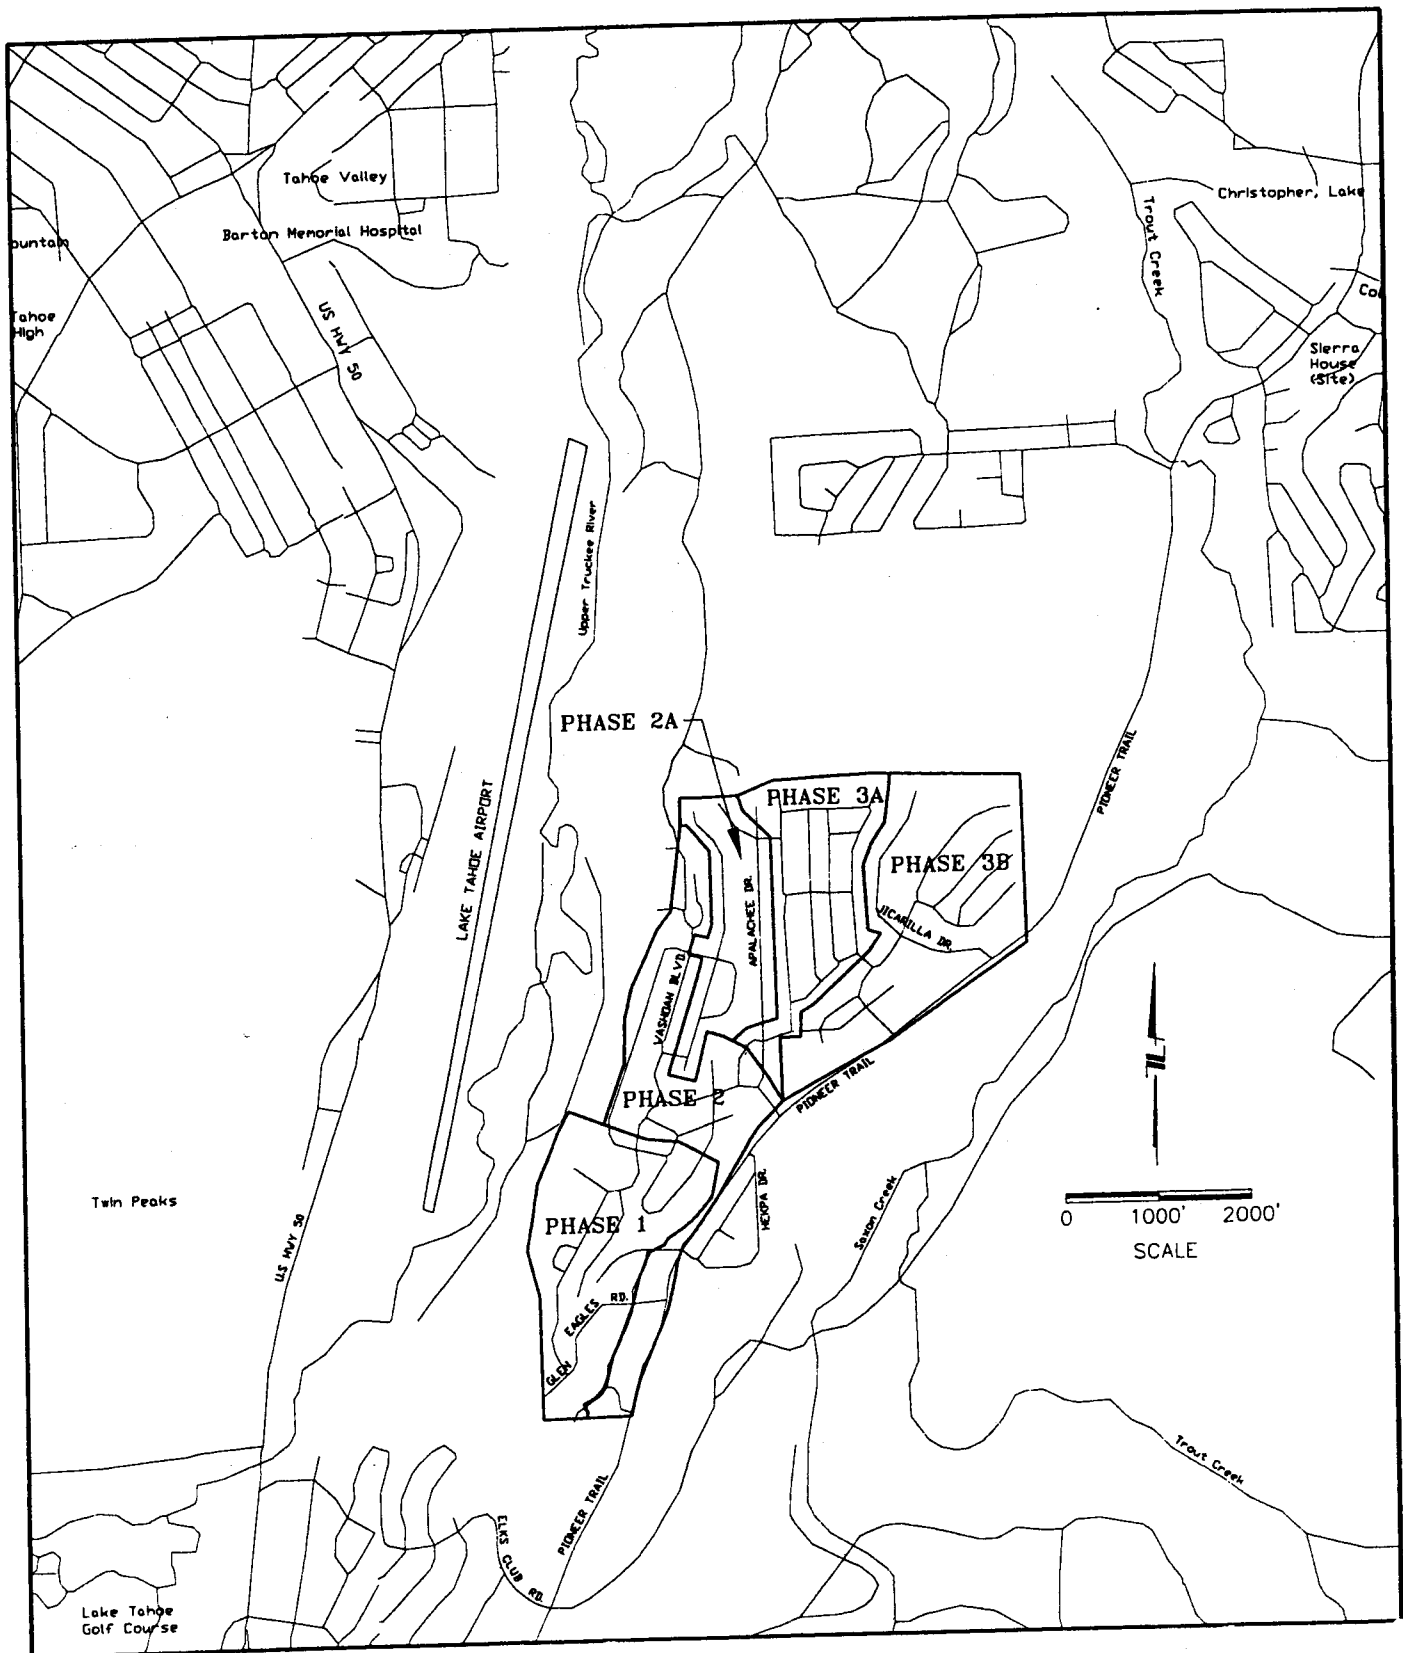 Tahoe Valley
Barton Memorial Hospital
Christopher, Lake
Trout Creek
ountain
Tahoe
High
US HWY 50
Col
Sierra
House
(Site)
Upper Truckee River
PHASE 2A
PIONEER TRAIL
LAKE TAHOE AIRPORT
PHASE 3A
PHASE 3B
APALACHEE DR.
JICARILLA DR.
VASHOAN BLVD.
PHASE 2
PIONEER TRAIL
Twin Peaks
HEKPA DR.
Saxon Creek
0 1000' 2000'
SCALE
PHASE 1
US HWY 50
GLEN EAGLES RD.
Trout Creek
PIONEER TRAIL
ELKS CLUB RD.
Lake Tahoe
Golf Course